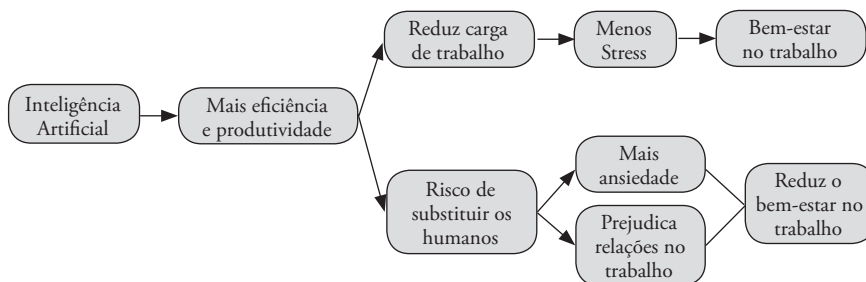 Inteligência
Artificial
Mais eficiência
e produtividade
Reduz carga
de trabalho
Menos
Stress
Bem-estar
no trabalho
Risco de
substituir os
humanos
Mais
ansiedade
Prejudica
relações no
trabalho
Reduz o
bem-estar no
trabalho